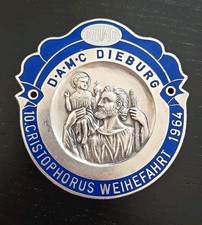 D·A·M·C DIEBURG
10.CRISTOPHORUS WEIHEFAHRT 1964